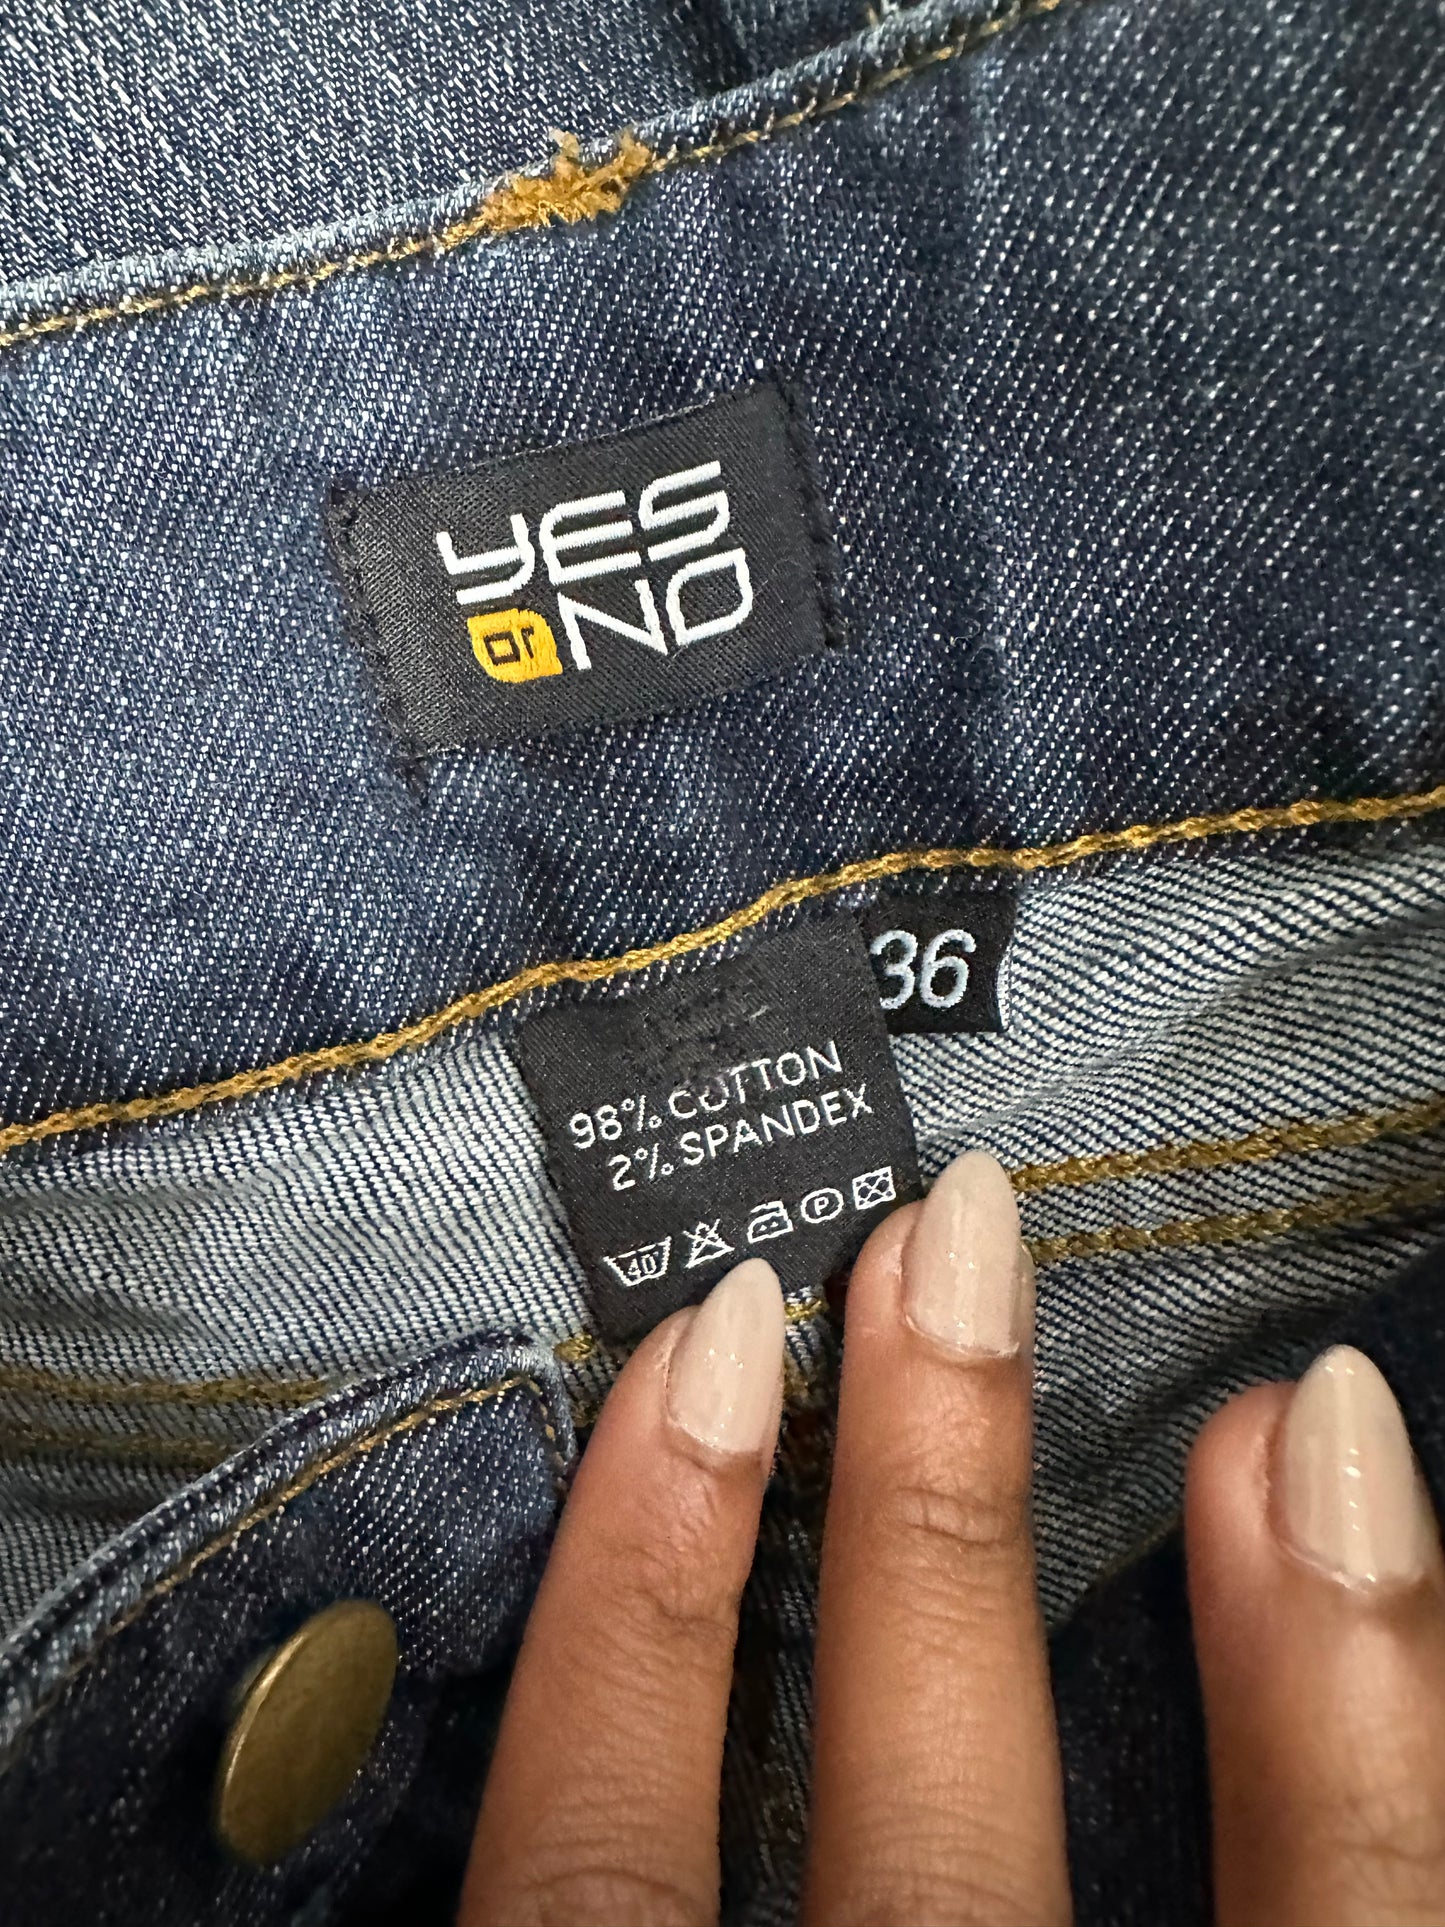 YES
or NO
36
98% COTTON
2% SPANDEX
40 P